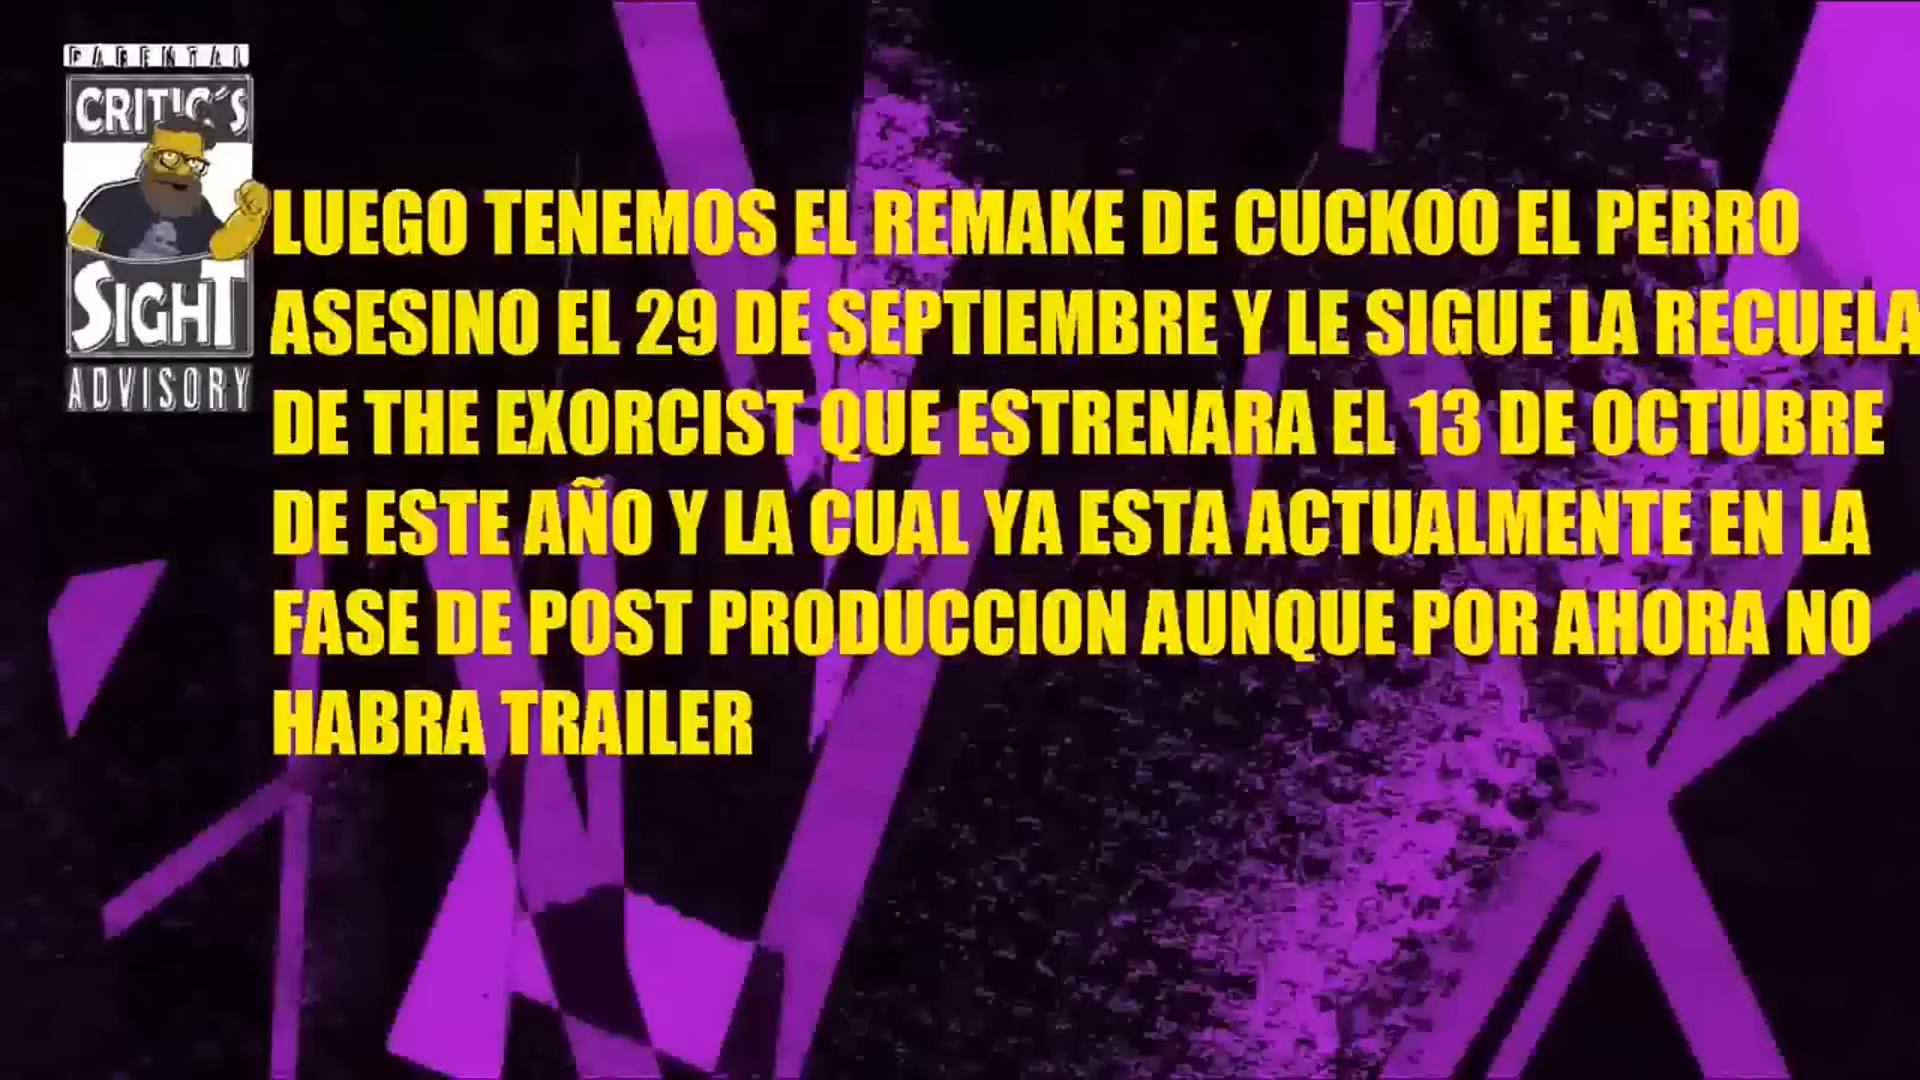 PARENTAL
CRITIC´S
SIGHT
ADVISORY
LUEGO TENEMOS EL REMAKE DE CUCKOO EL PERRO
ASESINO EL 29 DE SEPTIEMBRE Y LE SIGUE LA RECUELA
DE THE EXORCIST QUE ESTRENARA EL 13 DE OCTUBRE
DE ESTE AÑO Y LA CUAL YA ESTA ACTUALMENTE EN LA
FASE DE POST PRODUCCION AUNQUE POR AHORA NO
HABRA TRAILER